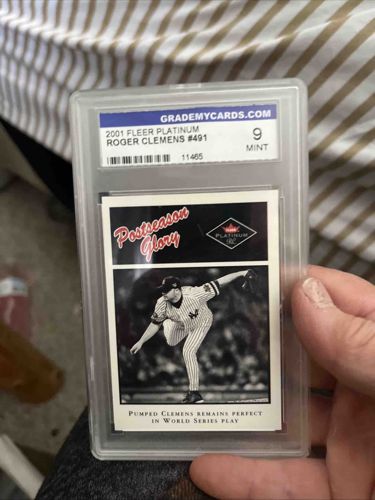 GRADEMYCARDS.COM
2001 FLEER PLATINUM
ROGER CLEMENS #491
9
MINT
11465
Postseason
Glory
FLEER
PLATINUM
PUMPED CLEMENS REMAINS PERFECT
IN WORLD SERIES PLAY